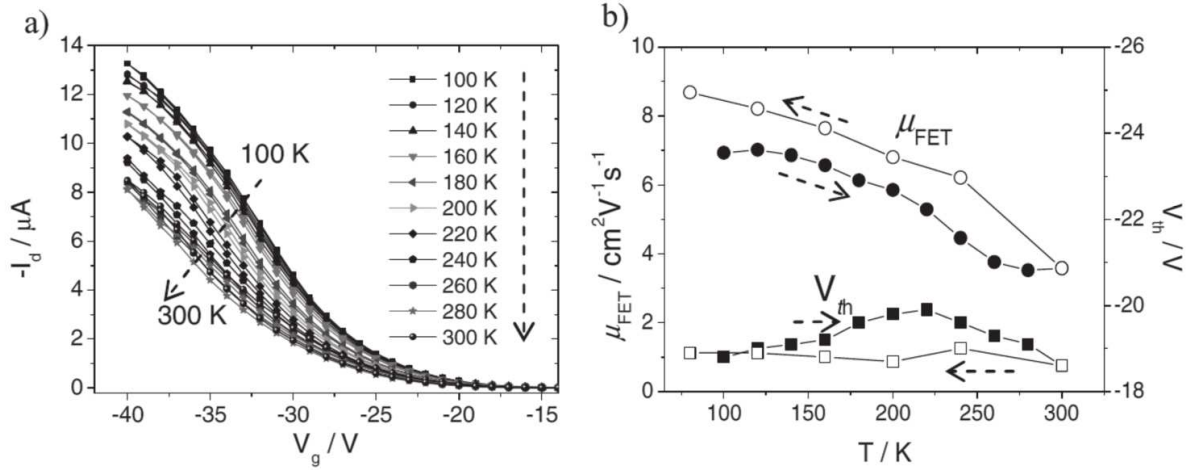 a)
14
12
10
8
6
4
2
0
-I_d / μA
-40 -35 -30 -25 -20 -15
V_g / V
100 K
300 K
100 K
120 K
140 K
160 K
180 K
200 K
220 K
240 K
260 K
280 K
300 K
b)
10
8
6
4
2
0
μ_FET / cm²V⁻¹s⁻¹
μ_FET
V_th
100 150 200 250 300
T / K
-26
-24
-22
-20
-18
V_th / V